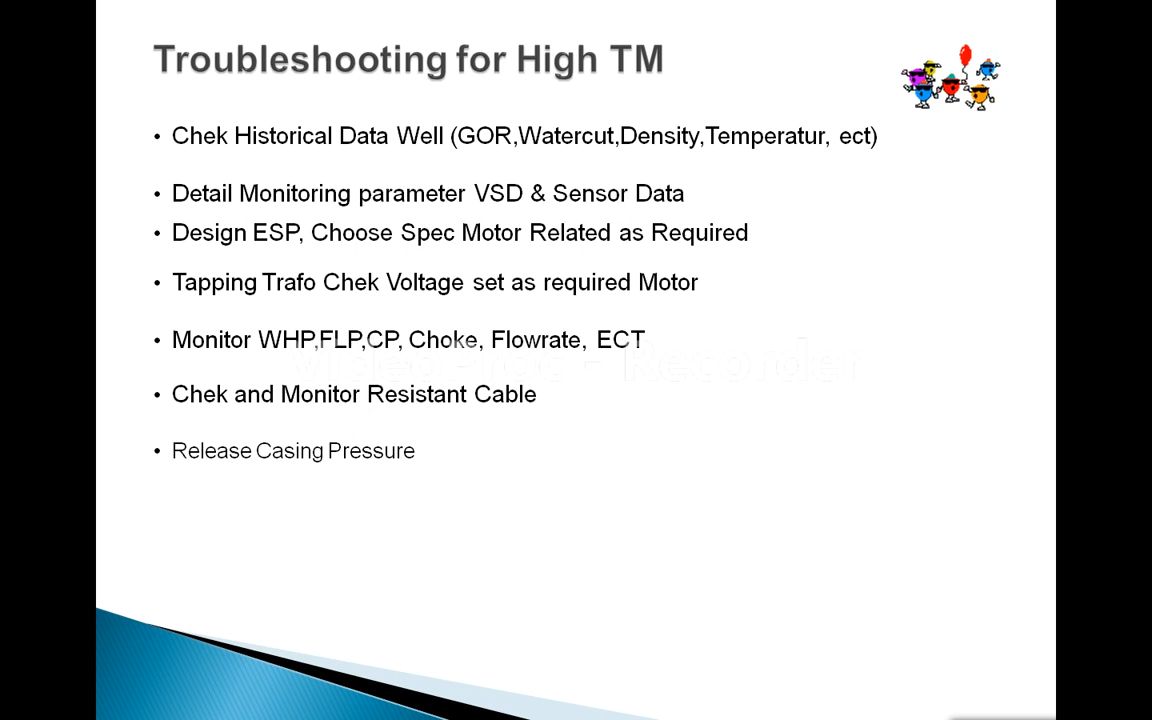 Troubleshooting for High TM
• Chek Historical Data Well (GOR,Watercut,Density,Temperatur, ect)
• Detail Monitoring parameter VSD & Sensor Data
• Design ESP, Choose Spec Motor Related as Required
• Tapping Trafo Chek Voltage set as required Motor
• Monitor WHP,FLP,CP, Choke, Flowrate, ECT
VideoProc - Recorder
• Chek and Monitor Resistant Cable
• Release Casing Pressure